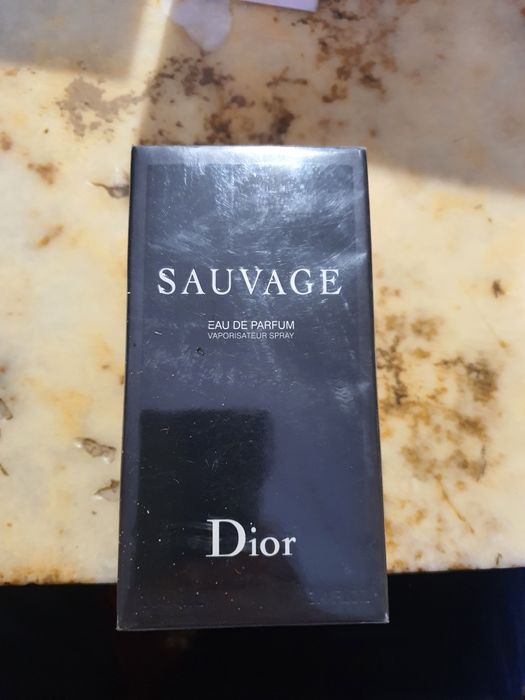 SAUVAGE
EAU DE PARFUM
VAPORISATEUR SPRAY
Dior